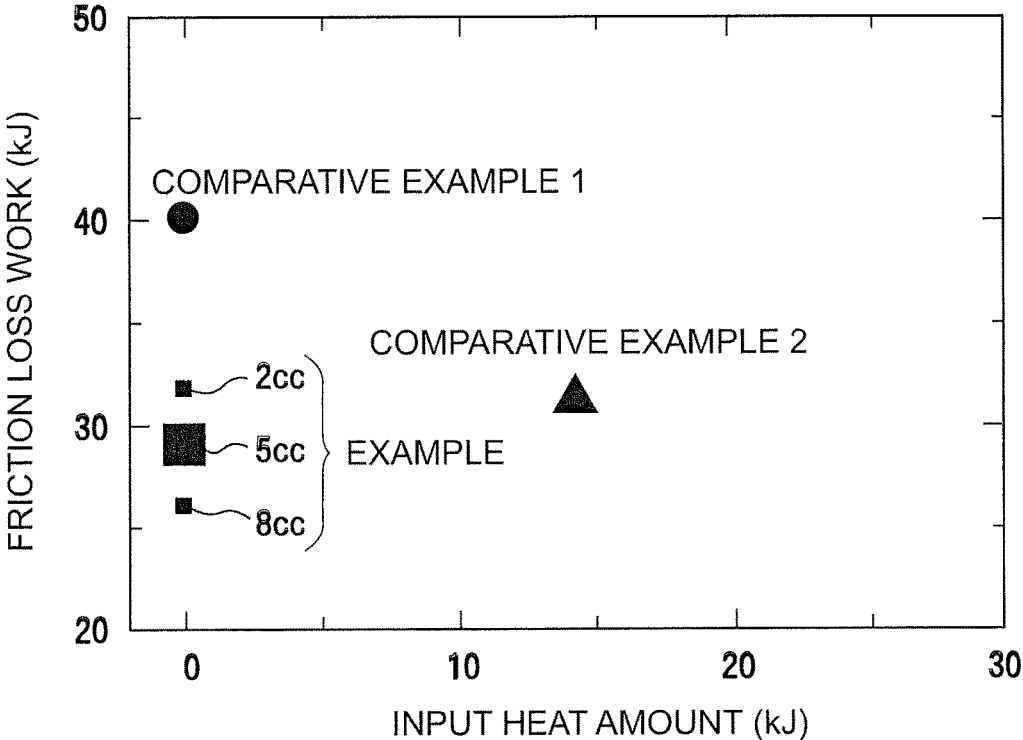 50
40
30
20
FRICTION LOSS WORK (kJ)
COMPARATIVE EXAMPLE 1
COMPARATIVE EXAMPLE 2
2cc
5cc
EXAMPLE
8cc
0
10
20
30
INPUT HEAT AMOUNT (kJ)